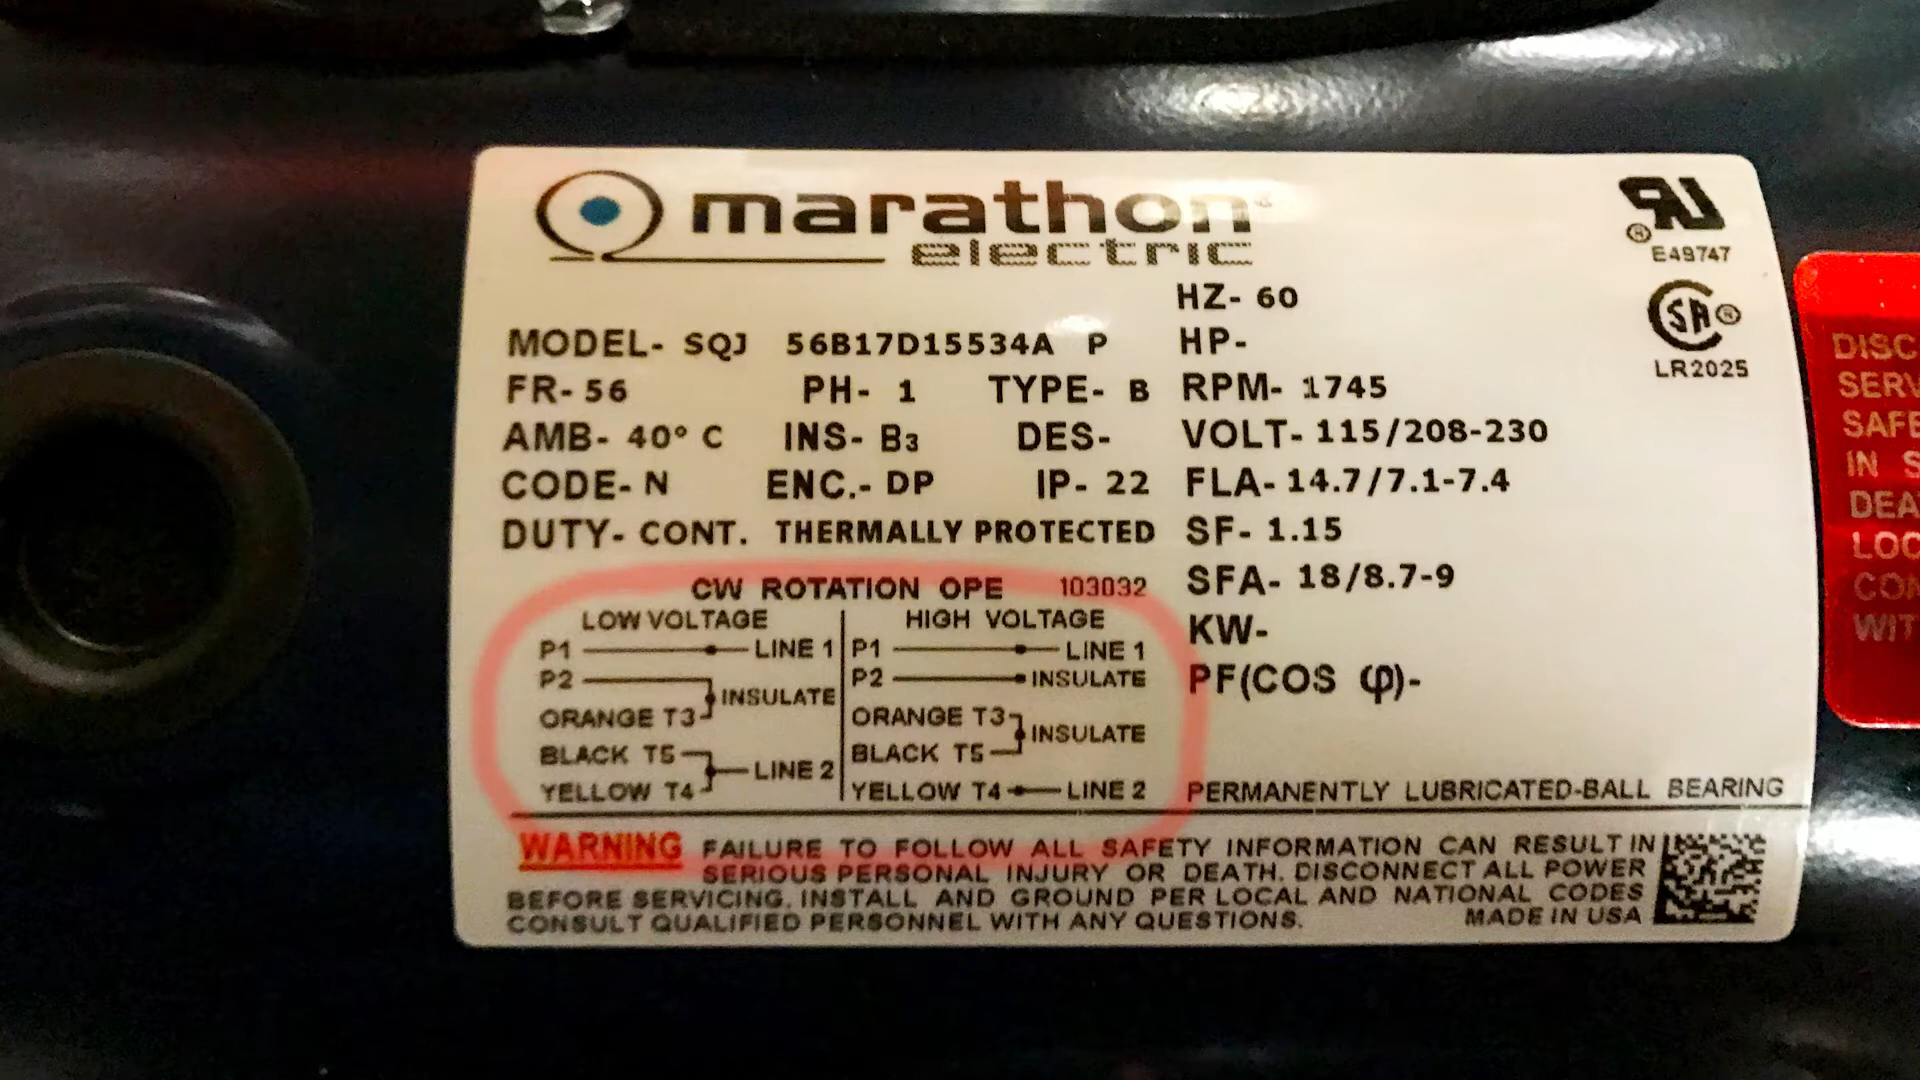 marathon®
electric
E49747
LR2025
HZ- 60
MODEL- SQJ 56B17D15534A P HP-
FR- 56 PH- 1 TYPE- B RPM- 1745
AMB- 40° C INS- B3 DES- VOLT- 115/208-230
CODE- N ENC.- DP IP- 22 FLA- 14.7/7.1-7.4
DUTY- CONT. THERMALLY PROTECTED SF- 1.15
SFA- 18/8.7-9
KW-
PF(COS φ)-
CW ROTATION OPE 103032
LOW VOLTAGE
P1 LINE 1
P2
INSULATE
ORANGE T3
BLACK T5
LINE 2
YELLOW T4
HIGH VOLTAGE
P1 LINE 1
P2 INSULATE
ORANGE T3
INSULATE
BLACK T5
YELLOW T4 LINE 2
PERMANENTLY LUBRICATED-BALL BEARING
WARNING FAILURE TO FOLLOW ALL SAFETY INFORMATION CAN RESULT IN
SERIOUS PERSONAL INJURY OR DEATH. DISCONNECT ALL POWER
BEFORE SERVICING. INSTALL AND GROUND PER LOCAL AND NATIONAL CODES
CONSULT QUALIFIED PERSONNEL WITH ANY QUESTIONS. MADE IN USA
DISC
SERV
SAFE
IN S
DEA
LOC
CON
WIT